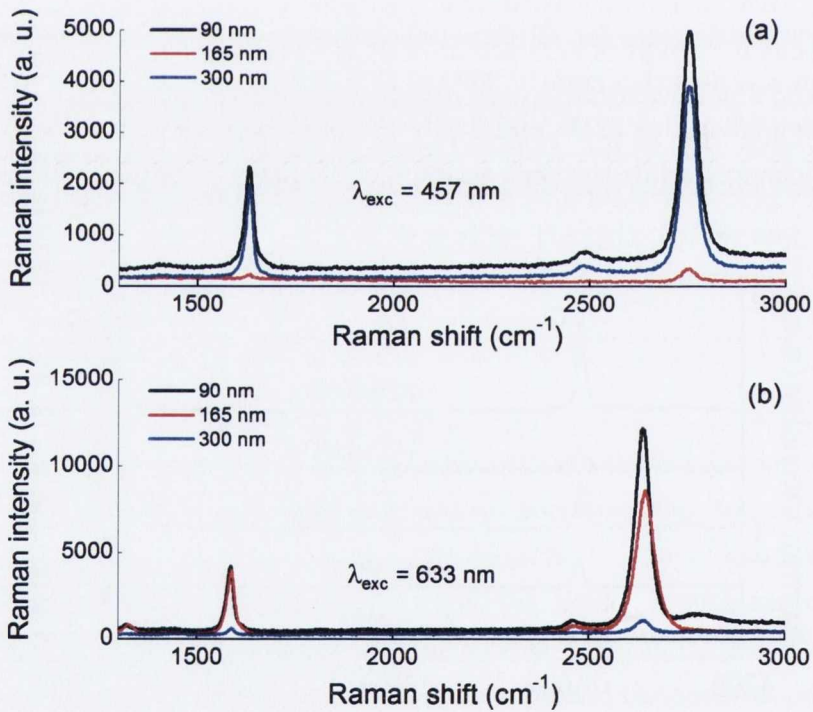 (a)
90 nm
165 nm
300 nm
5000
4000
3000
2000
1000
0
Raman intensity (a. u.)
λexc = 457 nm
1500
2000
2500
3000
Raman shift (cm⁻¹)
(b)
90 nm
165 nm
300 nm
15000
10000
5000
0
Raman intensity (a. u.)
λexc = 633 nm
1500
2000
2500
3000
Raman shift (cm⁻¹)